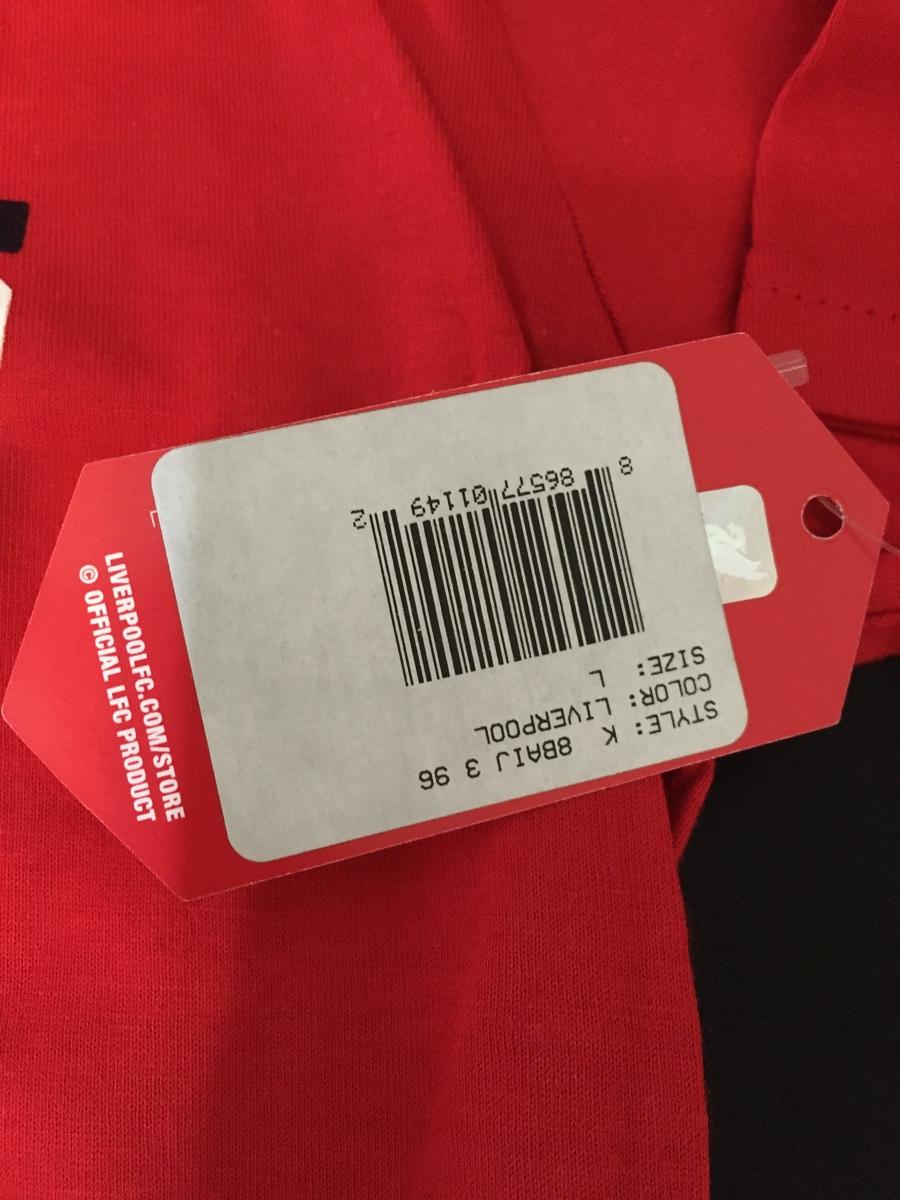 STYLE: K 8BAIJ 3 96
COLOR: LIVERPOOL
SIZE: L
8 86577 01149 2
LIVERPOOLFC.COM/STORE
© OFFICIAL LFC PRODUCT